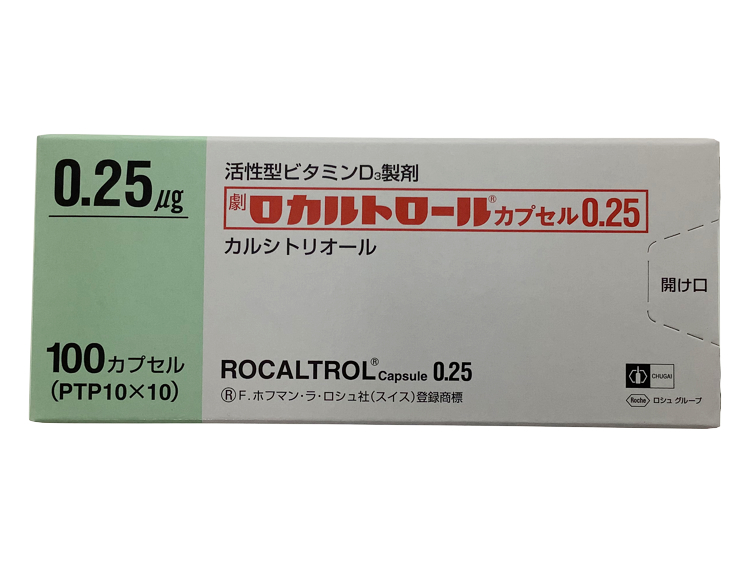 0.25 μg
活性型ビタミンD₃製剤
劇 ロカルトロール®カプセル0.25
カルシトリオール
開け口
100カプセル
(PTP10×10)
ROCALTROL® Capsule 0.25
Ⓡ F.ホフマン・ラ・ロシュ社(スイス)登録商標
CHUGAI
Roche ロシュ グループ